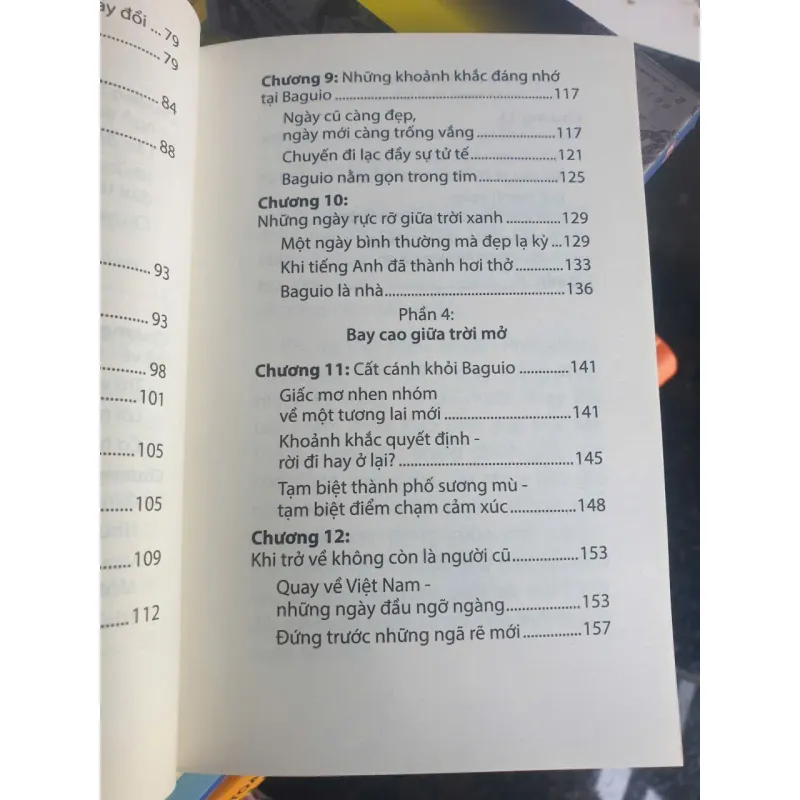 ay đổi ... 79
79
84
88
93
93
98
101
105
105
109
112
Chương 9: Những khoảnh khắc đáng nhớ
tại Baguio ........ 117
Ngày cũ càng đẹp,
ngày mới càng trống vắng ........ 117
Chuyến đi lạc đầy sự tử tế ........ 121
Baguio nằm gọn trong tim ........ 125
Chương 10:
Những ngày rực rỡ giữa trời xanh ........ 129
Một ngày bình thường mà đẹp lạ kỳ ... 129
Khi tiếng Anh đã thành hơi thở ........ 133
Baguio là nhà ........ 136
Phần 4:
Bay cao giữa trời mở
Chương 11: Cất cánh khỏi Baguio ........ 141
Giấc mơ nhen nhóm
về một tương lai mới ........ 141
Khoảnh khắc quyết định -
rời đi hay ở lại? ........ 145
Tạm biệt thành phố sương mù -
tạm biệt điểm chạm cảm xúc ........ 148
Chương 12:
Khi trở về không còn là người cũ ........ 153
Quay về Việt Nam -
những ngày đầu ngỡ ngàng ........ 153
Đứng trước những ngã rẽ mới ........ 157